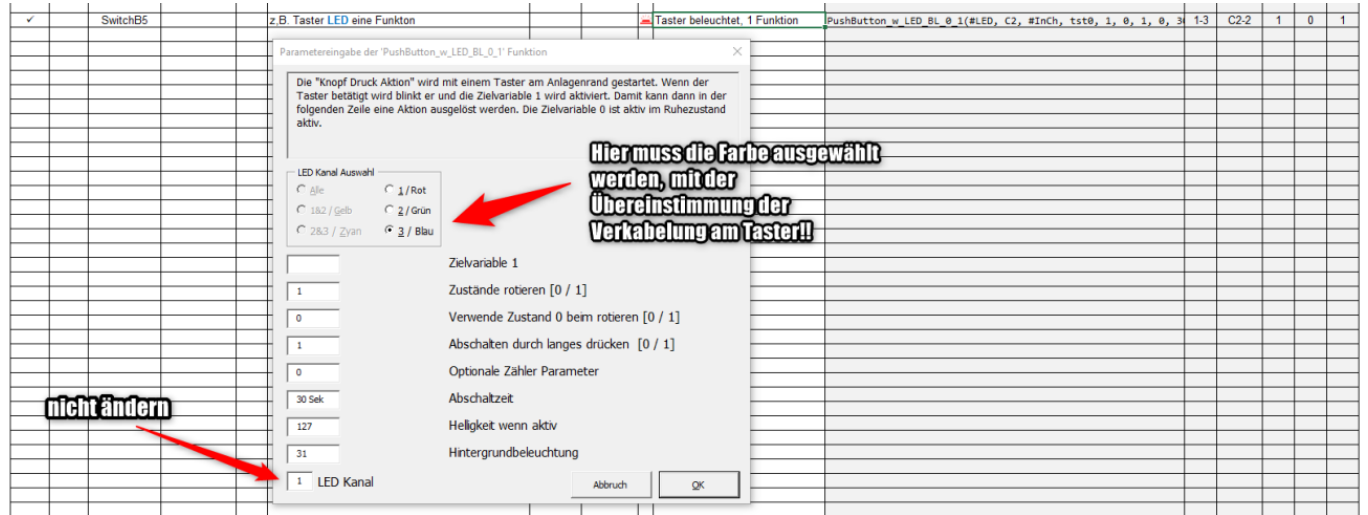 ✓ SwitchB5 z,B. Taster LED eine Funkton Taster beleuchtet, 1 Funktion PushButton_w_LED_BL_0_1(#LED, C2, #InCh, tst0, 1, 0, 1, 0, 30 1-3 C2-2 1 0 1
Parametereingabe der 'PushButton_w_LED_BL_0_1' Funktion
Die "Knopf Druck Aktion" wird mit einem Taster am Anlagenrand gestartet. Wenn der
Taster betätigt wird blinkt er und die Zielvariable 1 wird aktiviert. Damit kann dann in der
folgenden Zeile eine Aktion ausgelöst werden. Die Zielvariable 0 ist aktiv im Ruhezustand
aktiv.
Hier muss die Farbe ausgewählt
werden, mit der
Übereinstimmung der
Verkabelung am Taster!!
LED Kanal Auswahl
Alle 1 / Rot
1&2 / Gelb 2 / Grün
2&3 / Zyan 3 / Blau
Zielvariable 1
1 Zustände rotieren [0 / 1]
0 Verwende Zustand 0 beim rotieren [0 / 1]
1 Abschalten durch langes drücken [0 / 1]
0 Optionale Zähler Parameter
30 Sek Abschaltzeit
127 Helligkeit wenn aktiv
31 Hintergrundbeleuchtung
1 LED Kanal
nicht ändern
Abbruch OK